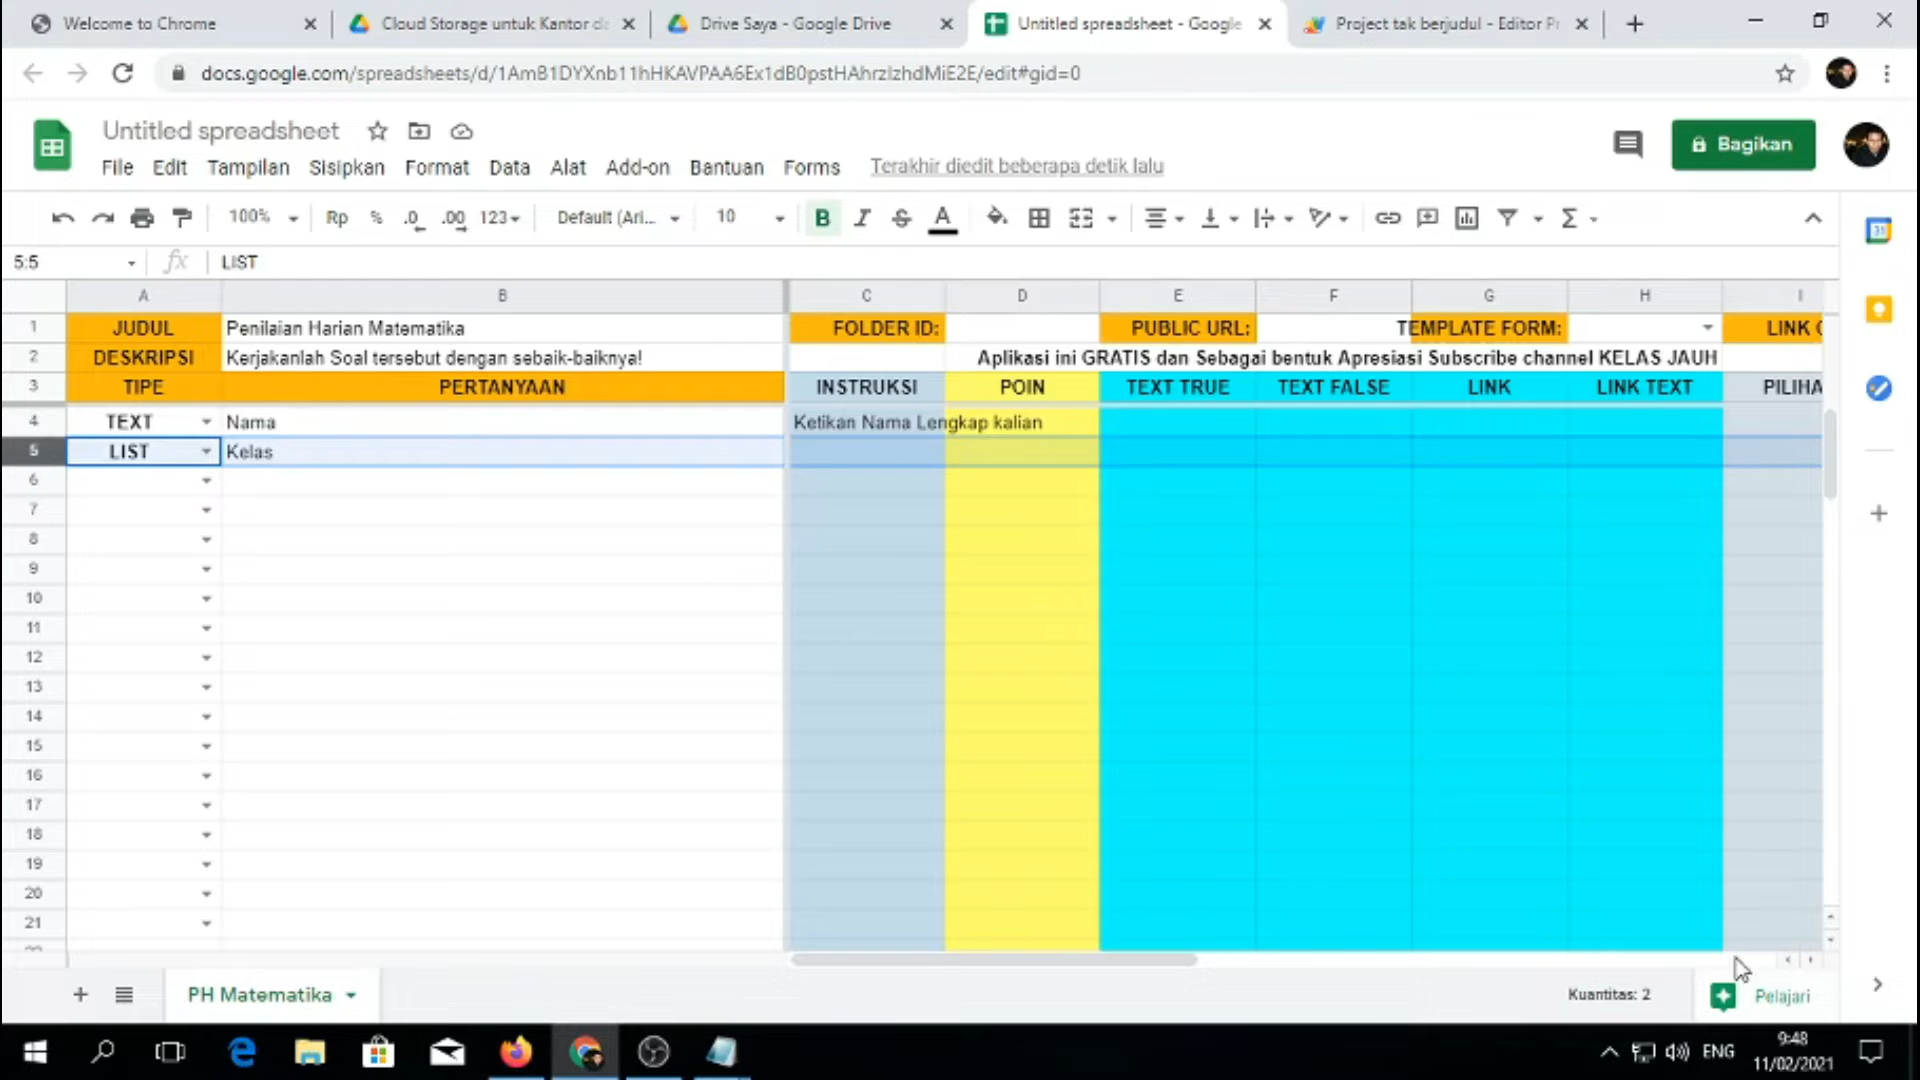 Welcome to Chrome
Cloud Storage untuk Kantor da
Drive Saya - Google Drive
Untitled spreadsheet - Google
Project tak berjudul - Editor Pr
docs.google.com/spreadsheets/d/1AmB1DYXnb11hHKAVPAA6Ex1dB0pstHAhrzIzhdMiE2E/edit#gid=0
Untitled spreadsheet
Bagikan
File Edit Tampilan Sisipkan Format Data Alat Add-on Bantuan Forms Terakhir diedit beberapa detik lalu
100% Rp % .0 .00 123 Default (Ari... 10 B I S A Σ
5:5 fx LIST
A B C D E F G H I
1 JUDUL Penilaian Harian Matematika FOLDER ID: PUBLIC URL: TEMPLATE FORM: LINK
2 DESKRIPSI Kerjakanlah Soal tersebut dengan sebaik-baiknya! Aplikasi ini GRATIS dan Sebagai bentuk Apresiasi Subscribe channel KELAS JAUH
3 TIPE PERTANYAAN INSTRUKSI POIN TEXT TRUE TEXT FALSE LINK LINK TEXT PILIHA
4 TEXT Nama Ketikan Nama Lengkap kalian
5 LIST Kelas
6
7
8
9
10
11
12
13
14
15
16
17
18
19
20
21
PH Matematika
Kuantitas: 2
Pelajari
ENG
9:48
11/02/2021